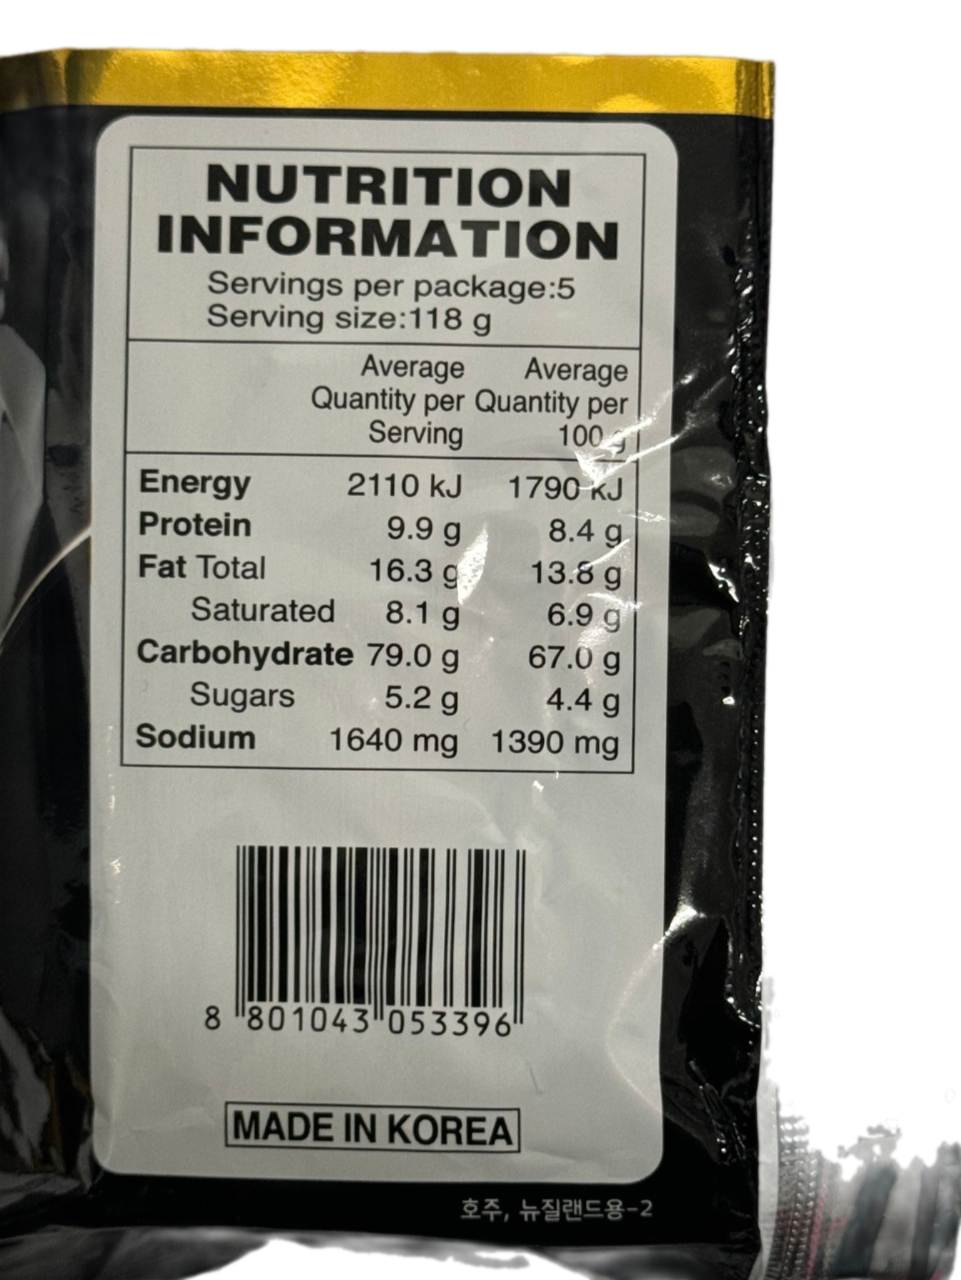 NUTRITION
INFORMATION
Servings per package:5
Serving size:118 g
Average Average
Quantity per Quantity per
Serving 100 g
Energy 2110 kJ 1790 kJ
Protein 9.9 g 8.4 g
Fat Total 16.3 g 13.8 g
Saturated 8.1 g 6.9 g
Carbohydrate 79.0 g 67.0 g
Sugars 5.2 g 4.4 g
Sodium 1640 mg 1390 mg
8 801043 053396
MADE IN KOREA
호주, 뉴질랜드용-2